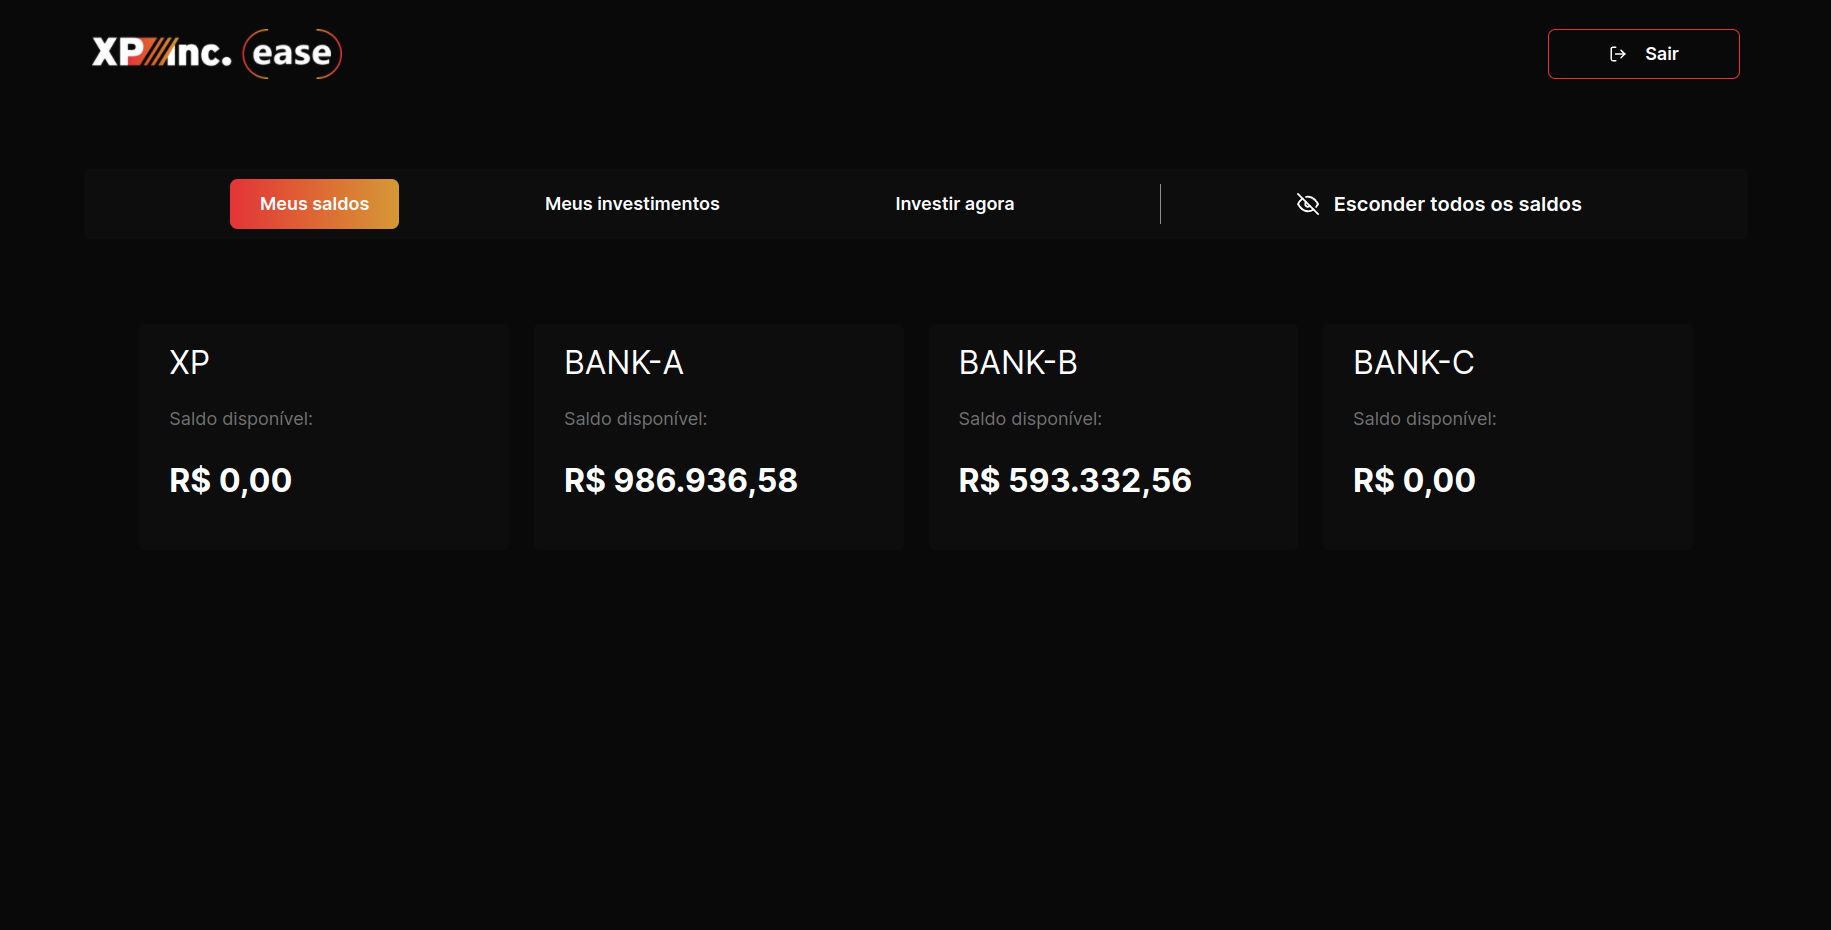 XP inc. ease
Sair
Meus saldos
Meus investimentos
Investir agora
Esconder todos os saldos
XP
Saldo disponível:
R$ 0,00
BANK-A
Saldo disponível:
R$ 986.936,58
BANK-B
Saldo disponível:
R$ 593.332,56
BANK-C
Saldo disponível:
R$ 0,00